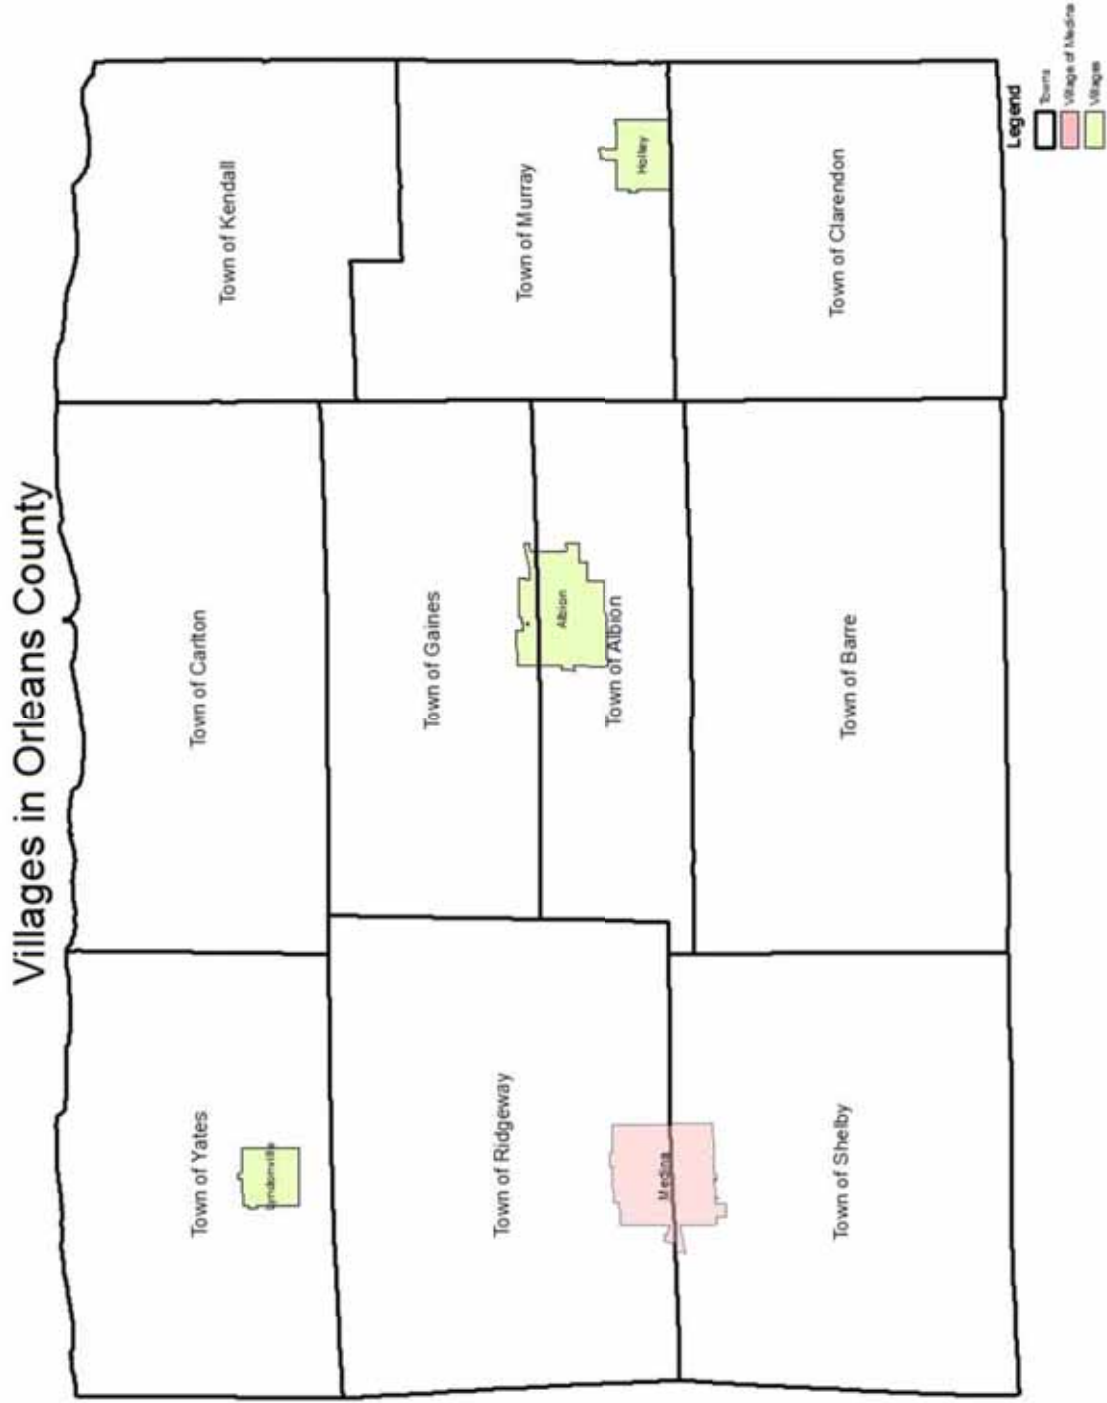 Villages in Orleans County
Town of Yates
Lyndonville
Town of Carlton
Town of Kendall
Town of Ridgeway
Medina
Town of Gaines
Albion
Town of Albion
Town of Murray
Holley
Town of Shelby
Town of Barre
Town of Clarendon
Legend
Towns
Village of Medina
Villages